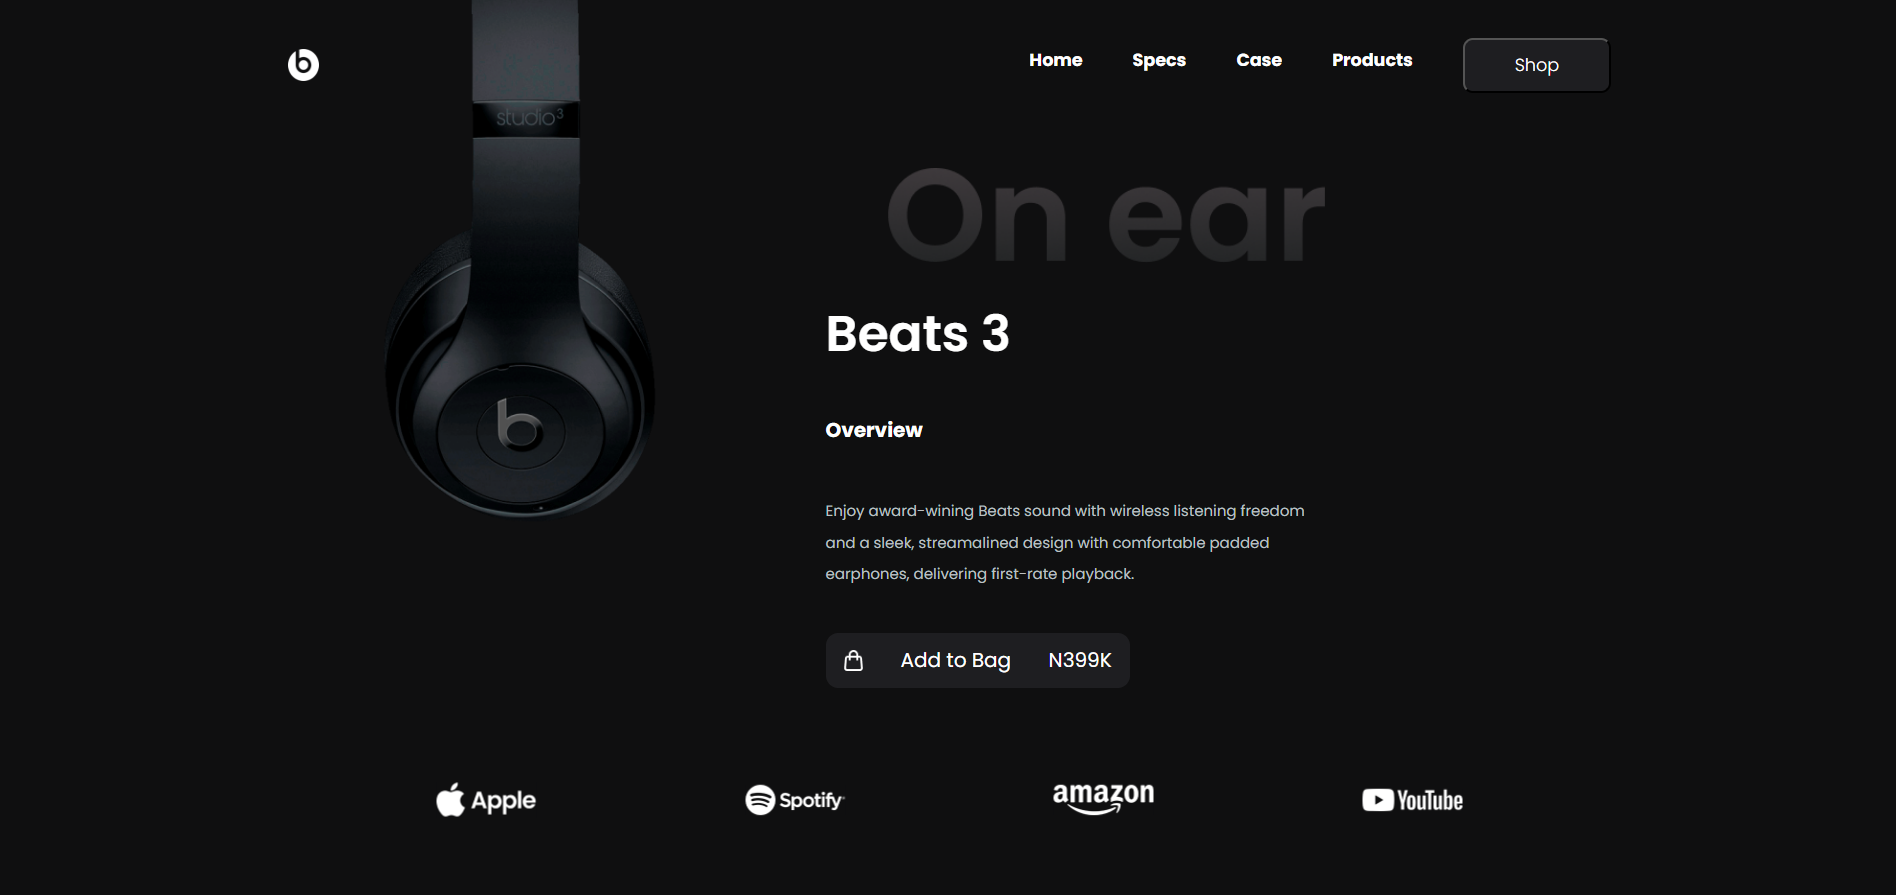 Home Specs Case Products Shop
studio3
On ear
Beats 3
Overview
Enjoy award-wining Beats sound with wireless listening freedom
and a sleek, streamalined design with comfortable padded
earphones, delivering first-rate playback.
Add to Bag N399K
Apple Spotify amazon YouTube